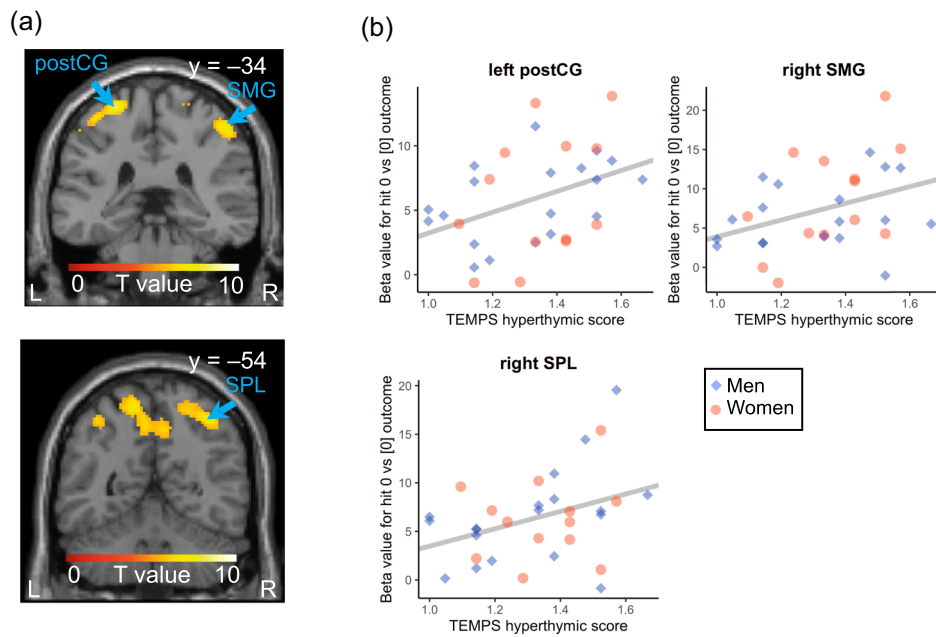 (a)
postCG
y = –34
SMG
0 T value 10
L R
y = –54
SPL
0 T value 10
L R
(b)
left postCG
Beta value for hit 0 vs [0] outcome
10
5
0
1.0 1.2 1.4 1.6
TEMPS hyperthymic score
right SMG
Beta value for hit 0 vs [0] outcome
20
15
10
5
0
1.0 1.2 1.4 1.6
TEMPS hyperthymic score
right SPL
Beta value for hit 0 vs [0] outcome
20
15
10
5
0
1.0 1.2 1.4 1.6
TEMPS hyperthymic score
Men
Women